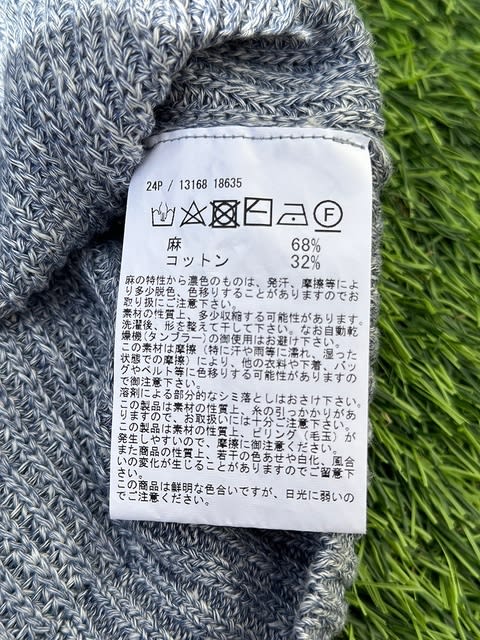 24P / 13168 18635
麻 68%
コットン 32%
麻の特性から濃色のものは、発汗、摩擦等によ
り多少脱色、色移りすることがありますのでお
取り扱にご注意下さい。
素材の性質上、多少収縮する可能性があります。
洗濯後、形を整えて干して下さい。なお自動乾
燥機(タンブラー)の御使用はお避け下さい。
この素材は摩擦（特に汗や雨等に濡れ、湿った
状態での摩擦）により、他の衣料や下着、バッ
グやベルト等に色移りする可能性がありますの
で御注意下さい。
溶剤による部分的なシミ落としはおさけ下さい。
この製品は素材の性質上、糸の引っかかりがあ
こりますので、お取扱いには十分ご注意下さい。
この製品は素材の性質上、ピリング（毛玉）が
発生しやすいので、摩擦に御注意ください。
また商品の性質上、若干の色あせや白化、風合
いの変化が生じることがありますのでご留意下
さい。
この商品は鮮明な色合いですが、日光に弱いの
でご注意ください。